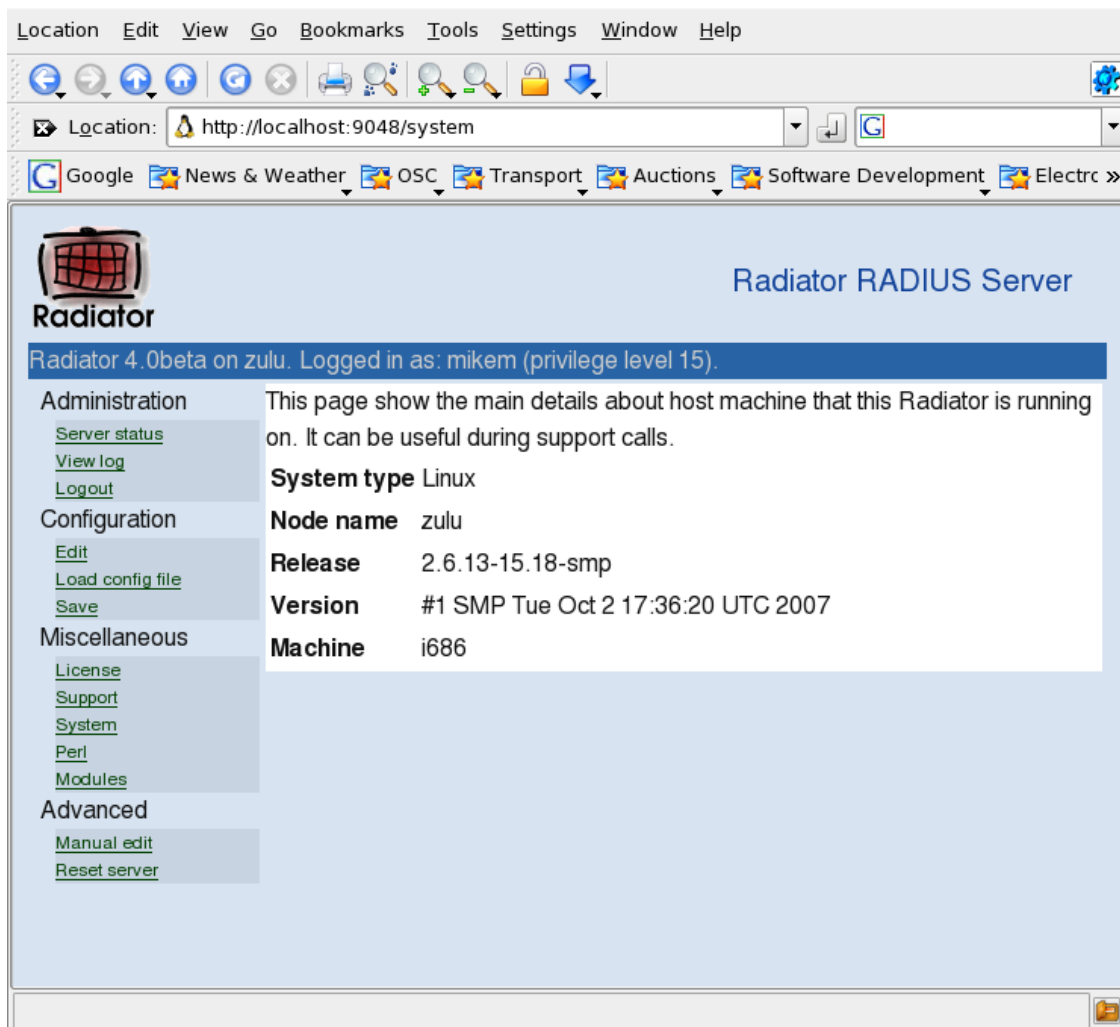 Location Edit View Go Bookmarks Tools Settings Window Help
Location: http://localhost:9048/system G
G Google News & Weather OSC Transport Auctions Software Development Electrc »
Radiator
Radiator RADIUS Server
Radiator 4.0beta on zulu. Logged in as: mikem (privilege level 15).
Administration
Server status
View log
Logout
Configuration
Edit
Load config file
Save
Miscellaneous
License
Support
System
Perl
Modules
Advanced
Manual edit
Reset server
This page show the main details about host machine that this Radiator is running
on. It can be useful during support calls.
System type Linux
Node name zulu
Release 2.6.13-15.18-smp
Version #1 SMP Tue Oct 2 17:36:20 UTC 2007
Machine i686